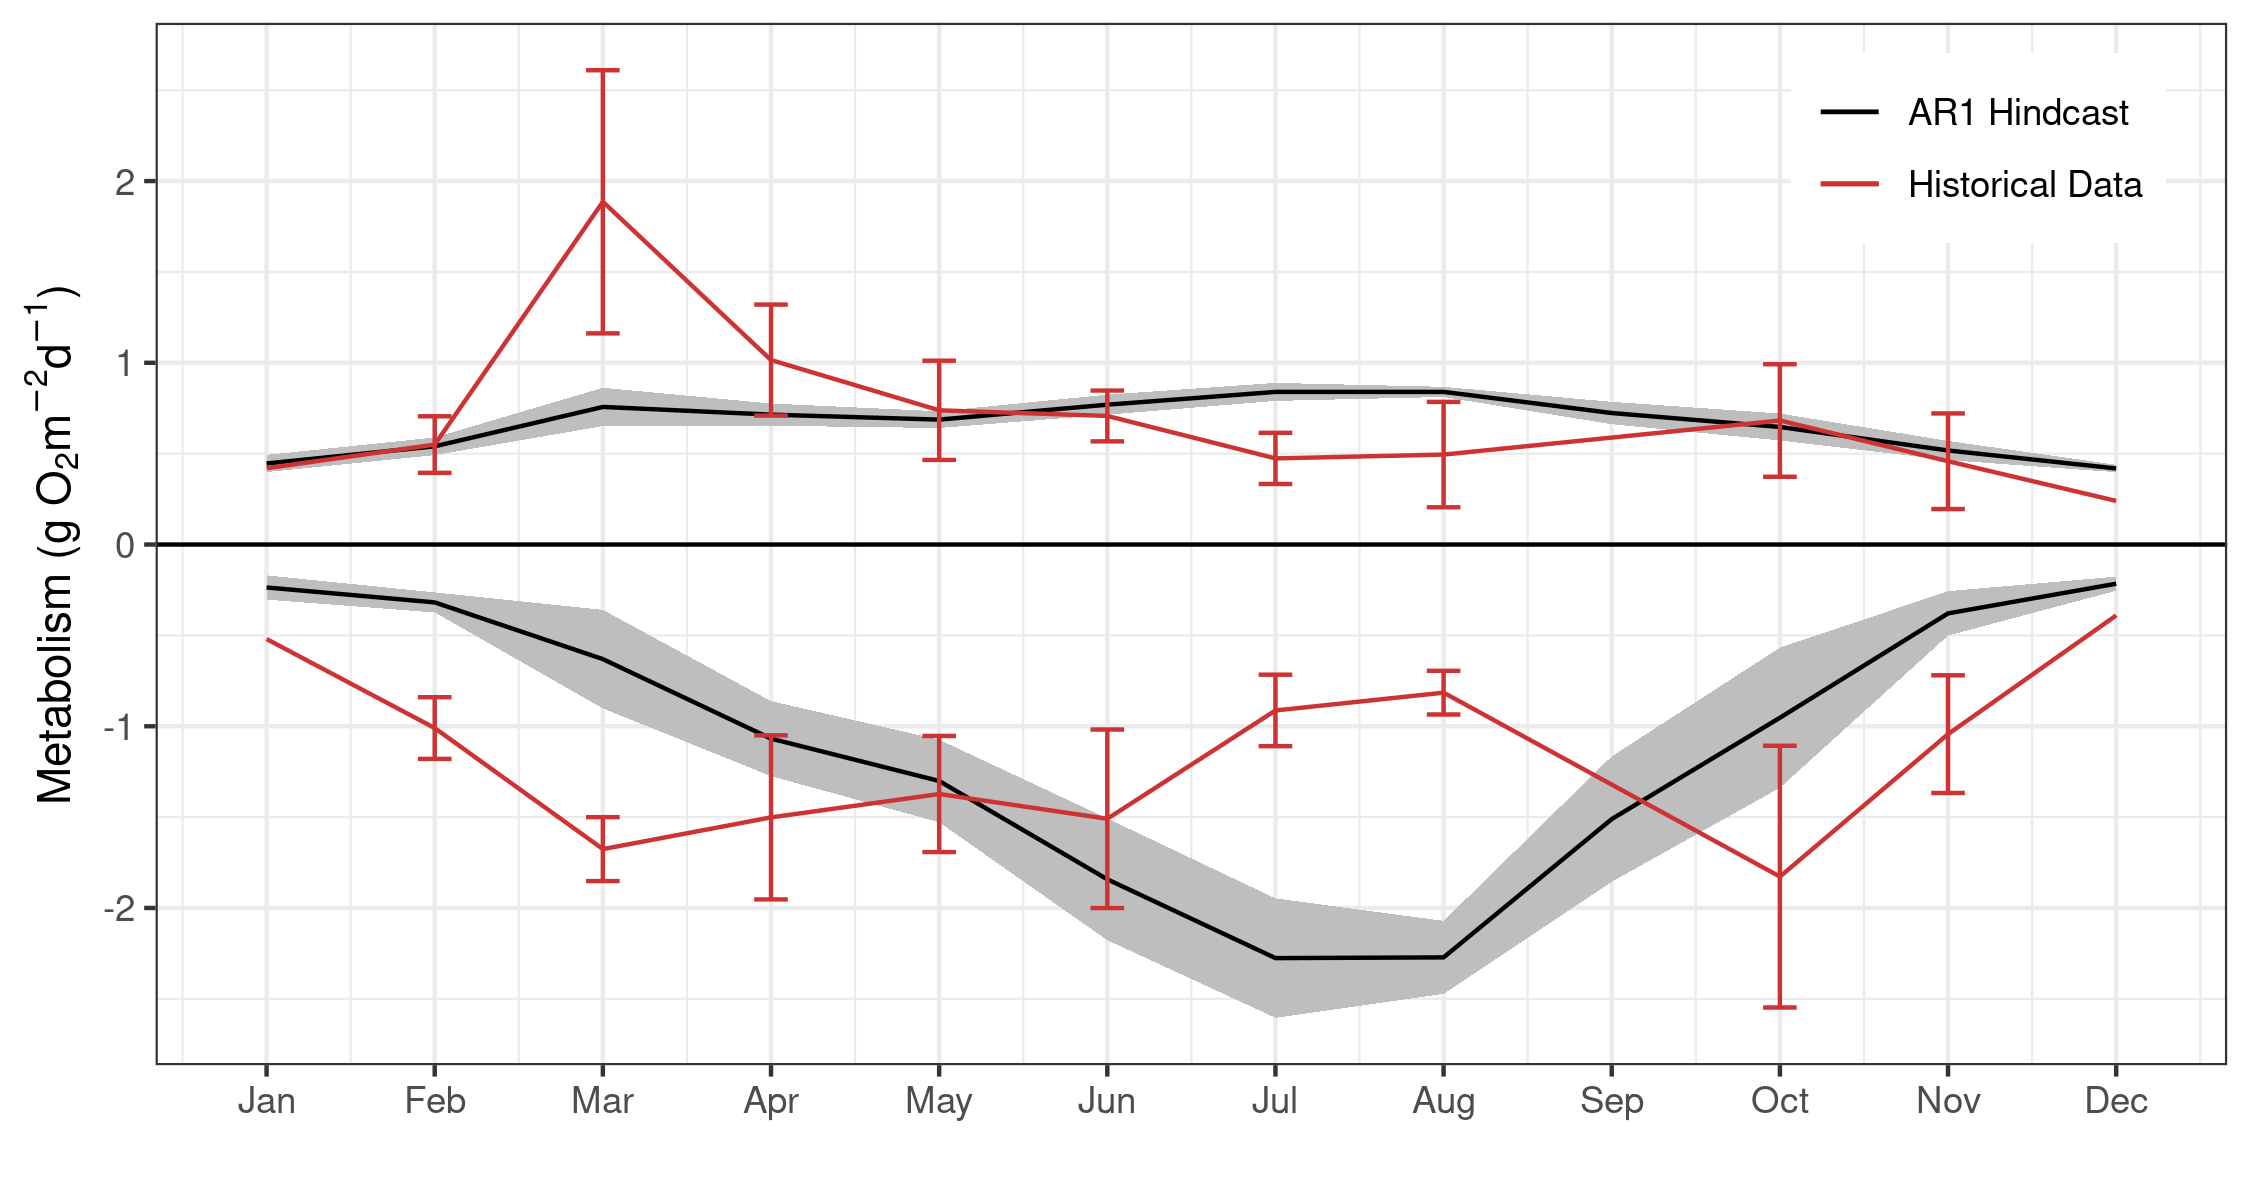 AR1 Hindcast
Historical Data
Metabolism (g O₂m⁻²d⁻¹)
2
1
0
-1
-2
Jan Feb Mar Apr May Jun Jul Aug Sep Oct Nov Dec